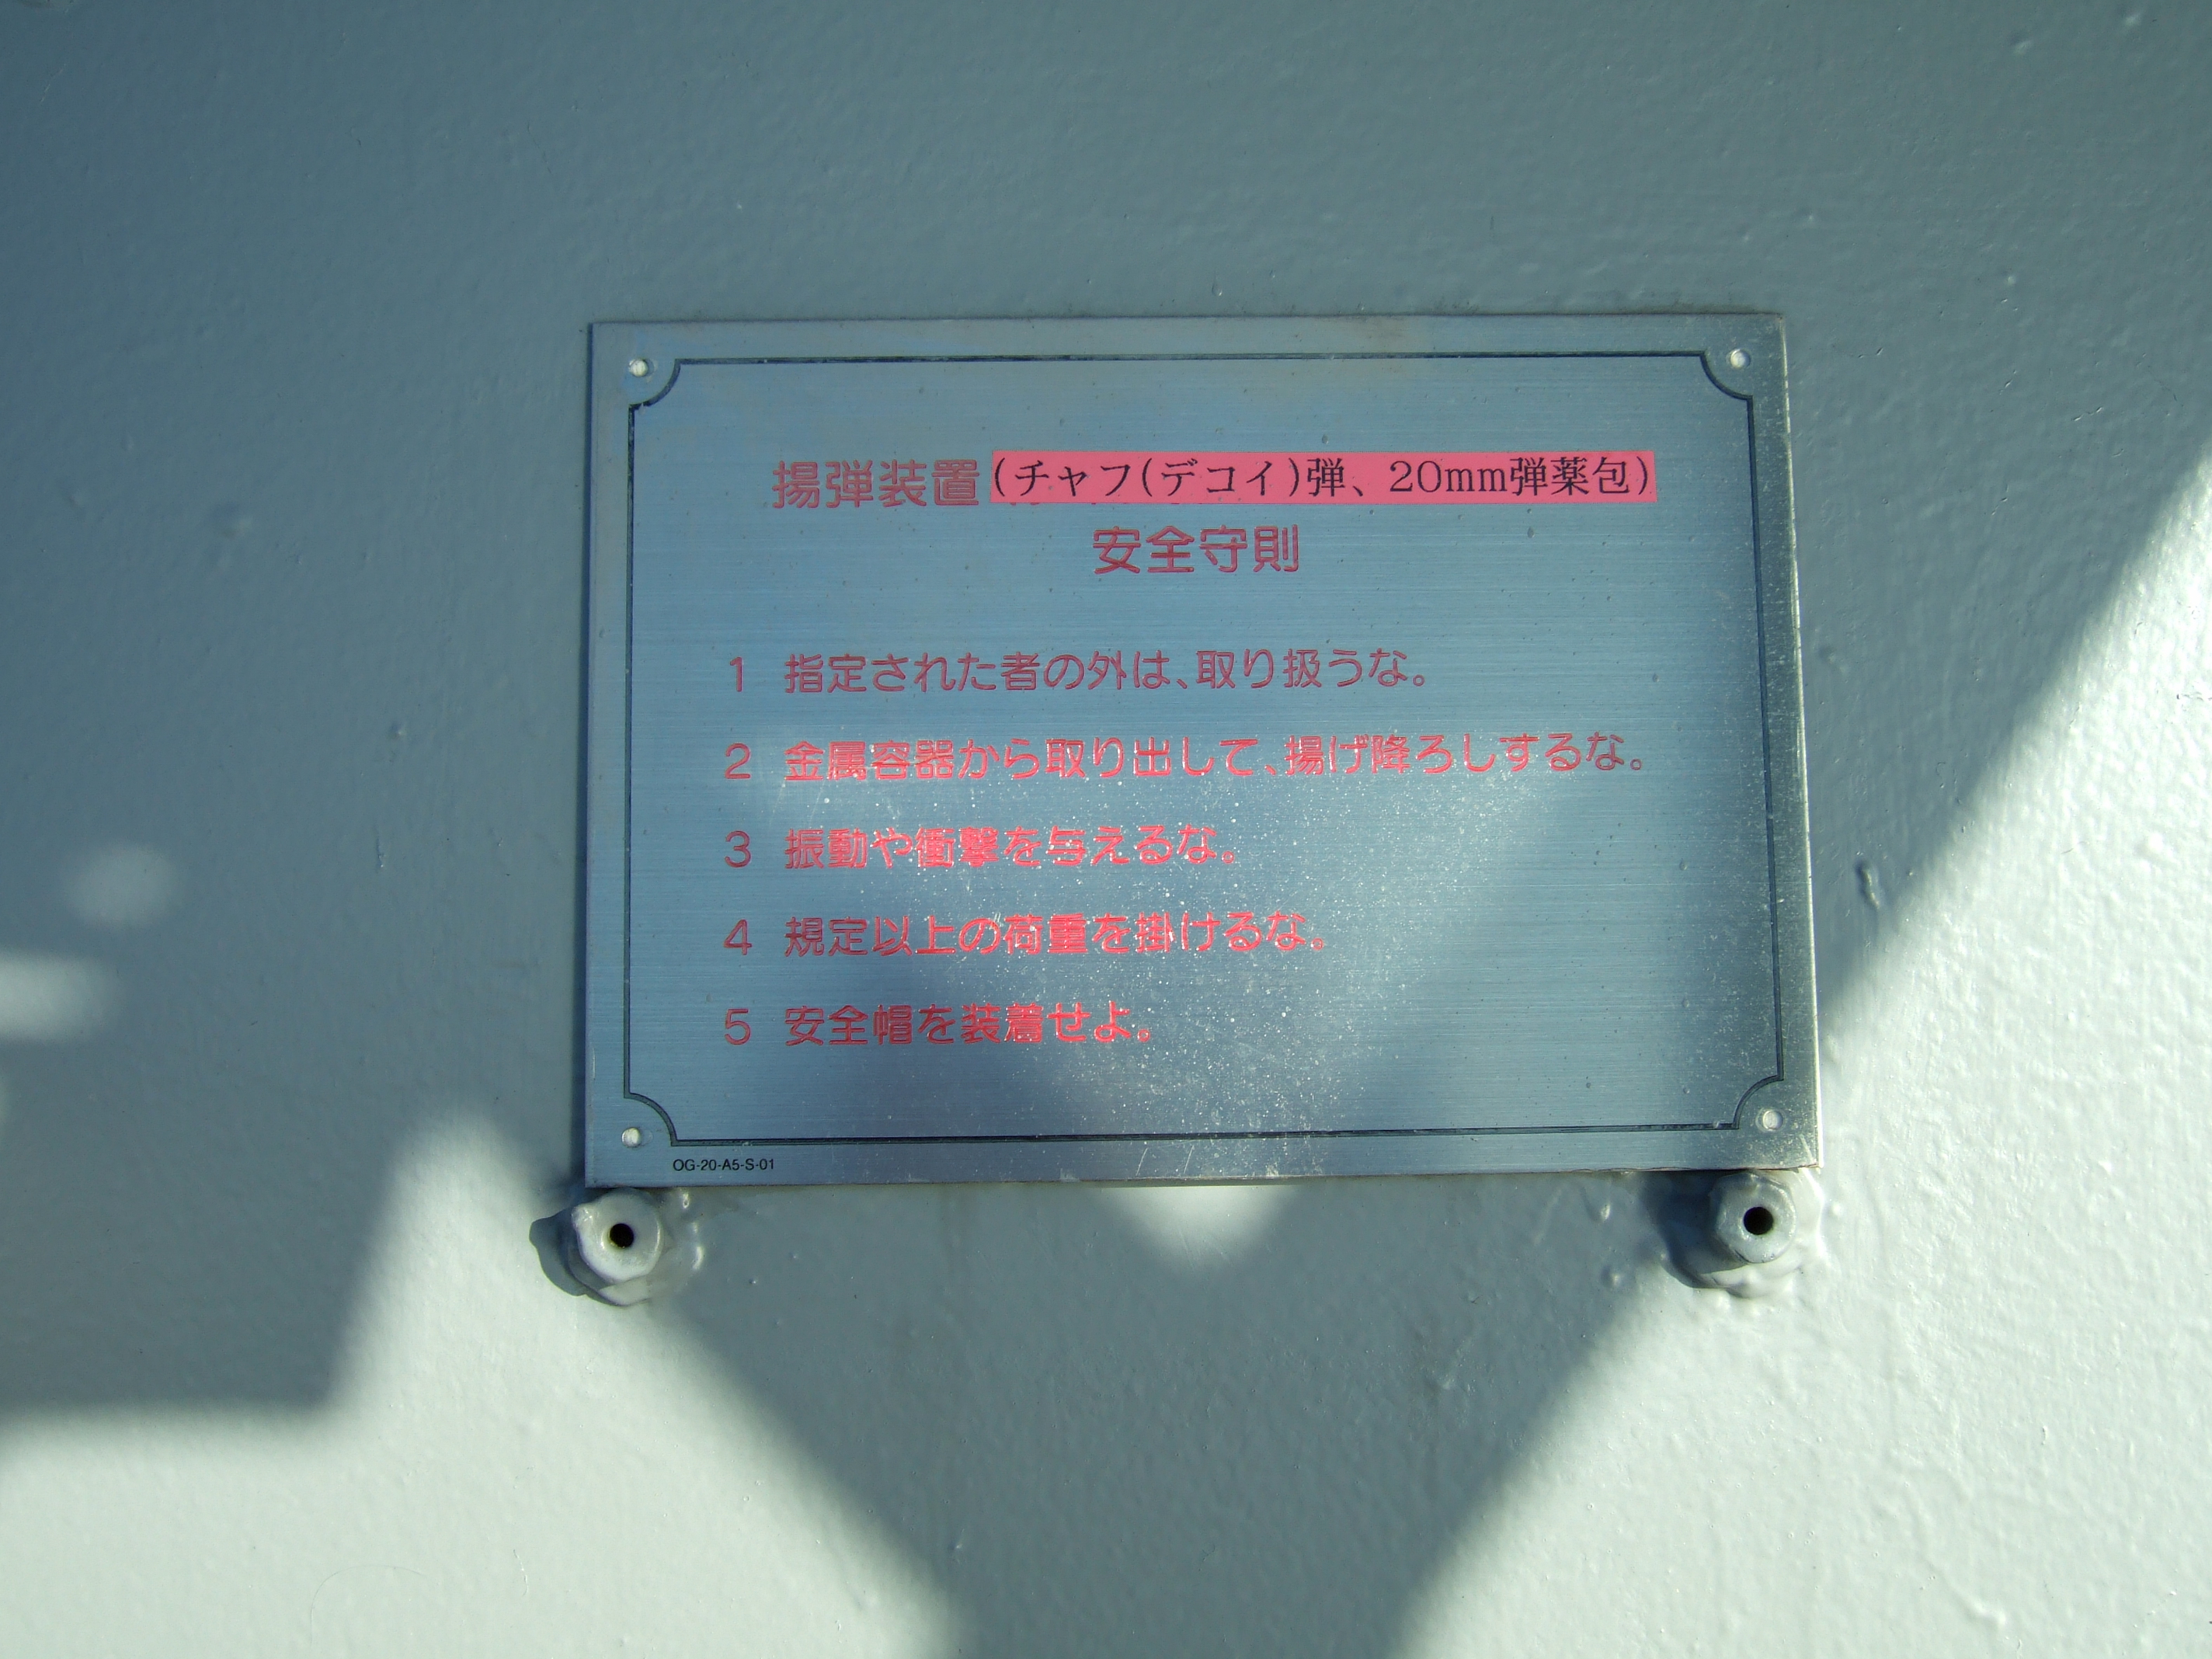 揚弾装置(チャフ(デコイ)弾、20mm弾薬包)
安全守則
1 指定された者の外は、取り扱うな。
2 金属容器から取り出して、揚げ降ろしするな。
3 振動や衝撃を与えるな。
4 規定以上の荷重を掛けるな。
5 安全帽を装着せよ。
OG-20-A5-S-01